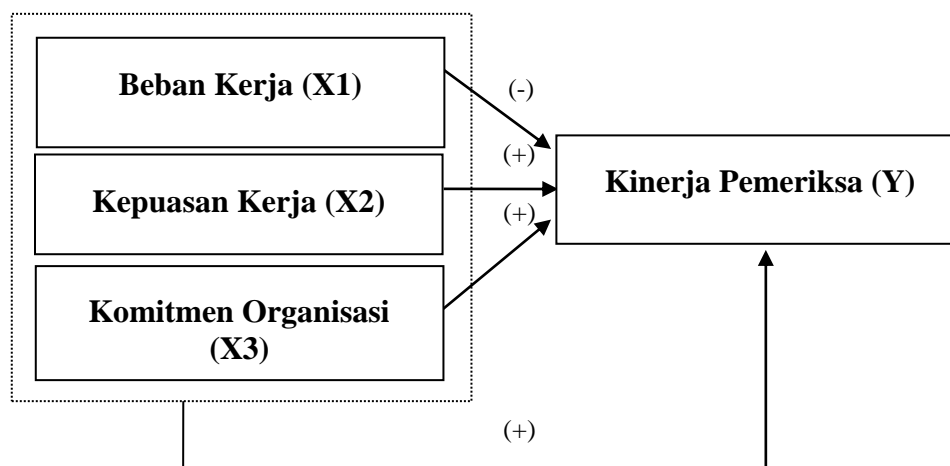 Beban Kerja (X1)
(-)
(+)
Kinerja Pemeriksa (Y)
Kepuasan Kerja (X2)
(+)
Komitmen Organisasi
(X3)
(+)